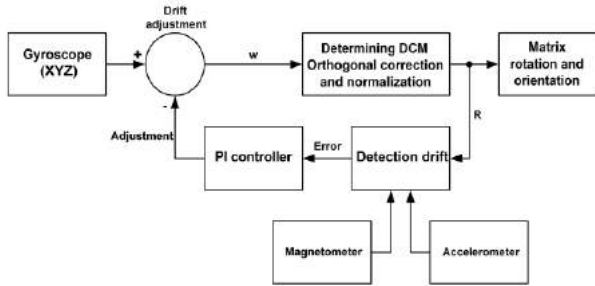 Drift
adjustment
Gyroscope
(XYZ)
+
w
Determining DCM
Orthogonal correction
and normalization
Matrix
rotation and
orientation
-
R
Adjustment
PI controller
Error
Detection drift
Magnetometer
Accelerometer